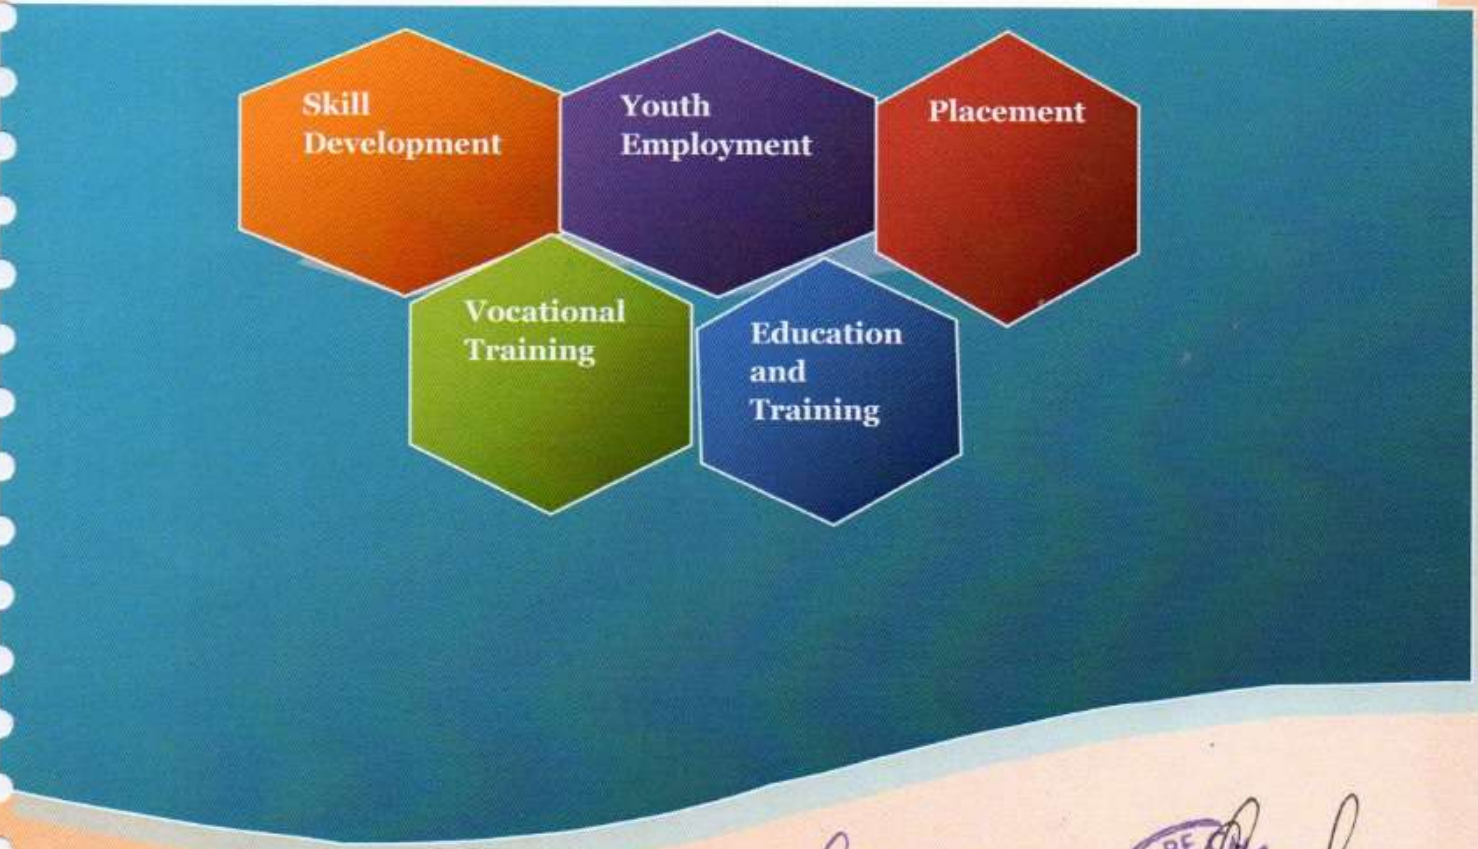 Skill
Development
Youth
Employment
Placement
Vocational
Training
Education
and
Training